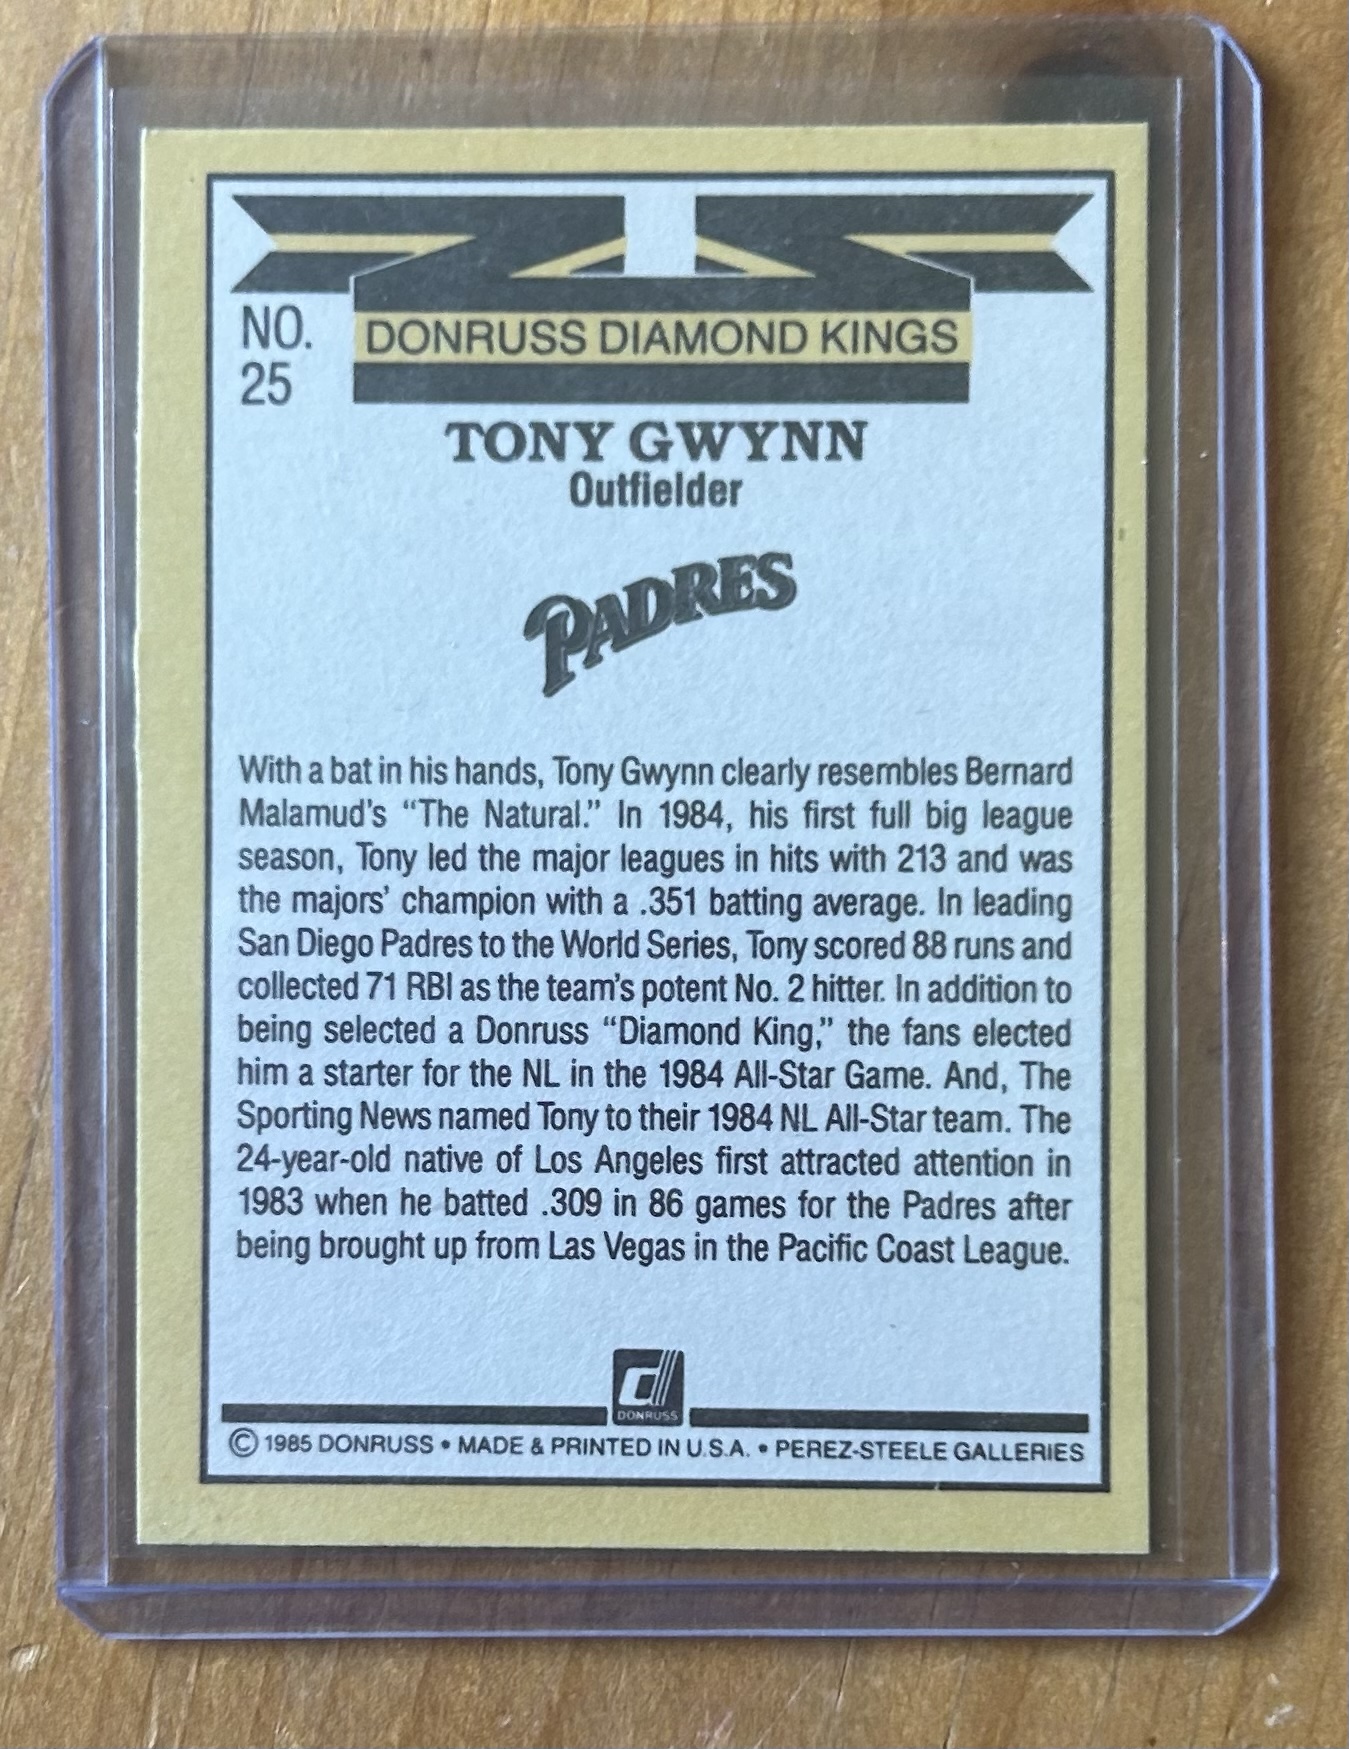 NO.
25
DONRUSS DIAMOND KINGS
TONY GWYNN
Outfielder
PADRES
With a bat in his hands, Tony Gwynn clearly resembles Bernard
Malamud's “The Natural.” In 1984, his first full big league
season, Tony led the major leagues in hits with 213 and was
the majors' champion with a .351 batting average. In leading
San Diego Padres to the World Series, Tony scored 88 runs and
collected 71 RBI as the team's potent No. 2 hitter. In addition to
being selected a Donruss “Diamond King,” the fans elected
him a starter for the NL in the 1984 All-Star Game. And, The
Sporting News named Tony to their 1984 NL All-Star team. The
24-year-old native of Los Angeles first attracted attention in
1983 when he batted .309 in 86 games for the Padres after
being brought up from Las Vegas in the Pacific Coast League.
d
DONRUSS
© 1985 DONRUSS • MADE & PRINTED IN U.S.A. • PEREZ-STEELE GALLERIES